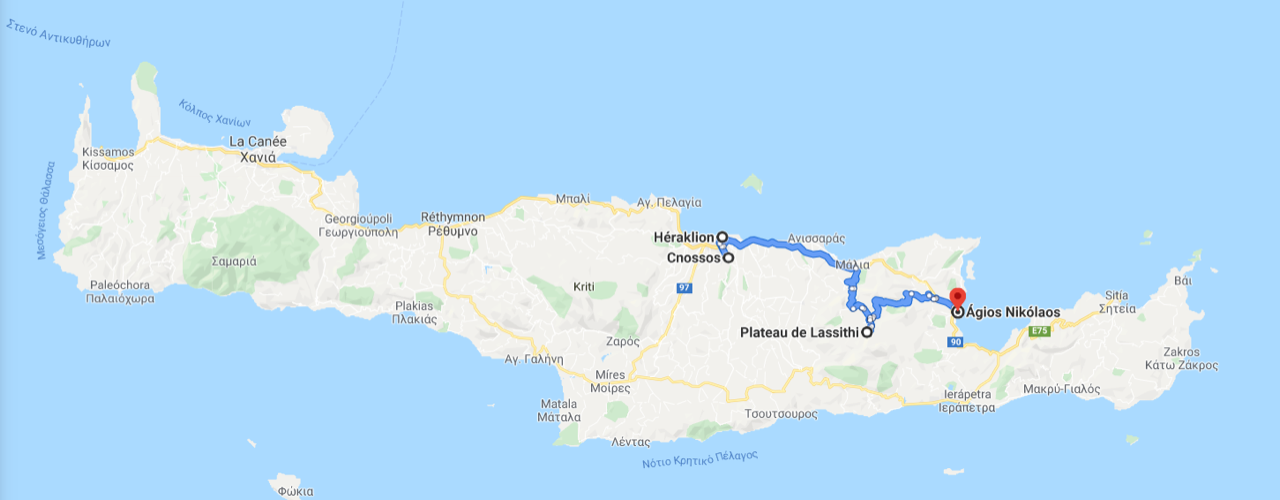 Στενό Αντικυθήρων
Κόλπος Χανίων
La Canée
Χανιά
Kissamos
Κίσσαμος
Μεσόγειος Θάλασσα
Georgioúpoli
Γεωργιούπολη
Réthymnon
Ρέθυμνο
Μπαλί
Αγ. Πελαγία
Héraklion
Cnossos
Ανισσαράς
Μάλια
Σαμαριά
Paleóchora
Παλαιόχωρα
Plakias
Πλακιάς
Kriti
97
Ágios Nikólaos
Plateau de Lassithi
90
E75
Sitía
Σητεία
Βάι
Zakros
Κάτω Ζάκρος
Ζαρός
Αγ. Γαλήνη
Míres
Μοίρες
Matala
Μάταλα
Λέντας
Τσουτσουρος
Ierápetra
Ιεράπετρα
Μακρύ-Γιαλός
Νότιο Κρητικό Πέλαγος
Φώκια